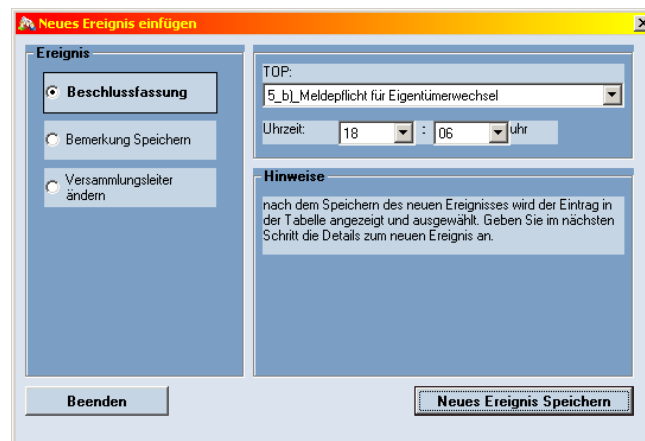 Neues Ereignis einfügen
Ereignis
Beschlussfassung
Bemerkung Speichern
Versammlungsleiter
ändern
TOP:
5_b)_Meldepflicht für Eigentümerwechsel
Uhrzeit: 18 : 06 uhr
Hinweise
nach dem Speichern des neuen Ereignisses wird der Eintrag in
der Tabelle angezeigt und ausgewählt. Geben Sie im nächsten
Schritt die Details zum neuen Ereignis an.
Beenden
Neues Ereignis Speichern